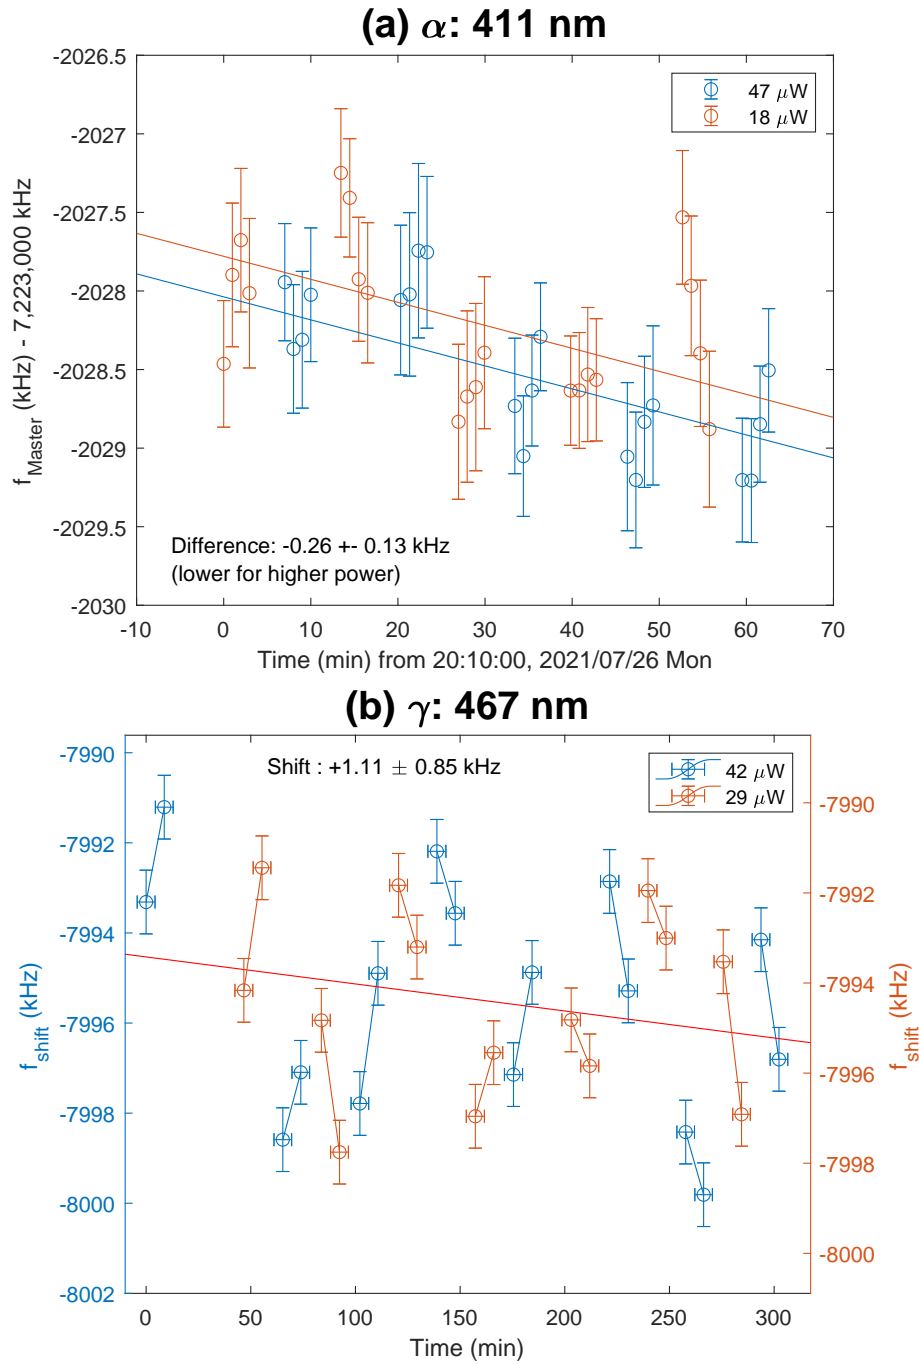 (a) α: 411 nm
-2026.5
-2027
-2027.5
-2028
-2028.5
-2029
-2029.5
-2030
f_Master (kHz) - 7,223,000 kHz
47 μW
18 μW
Difference: -0.26 +- 0.13 kHz
(lower for higher power)
-10 0 10 20 30 40 50 60 70
Time (min) from 20:10:00, 2021/07/26 Mon
(b) γ: 467 nm
-7990
-7992
-7994
-7996
-7998
-8000
-8002
f_shift (kHz)
Shift : +1.11 ± 0.85 kHz
42 μW
29 μW
-7990
-7992
-7994
-7996
-7998
-8000
f_shift (kHz)
0 50 100 150 200 250 300
Time (min)